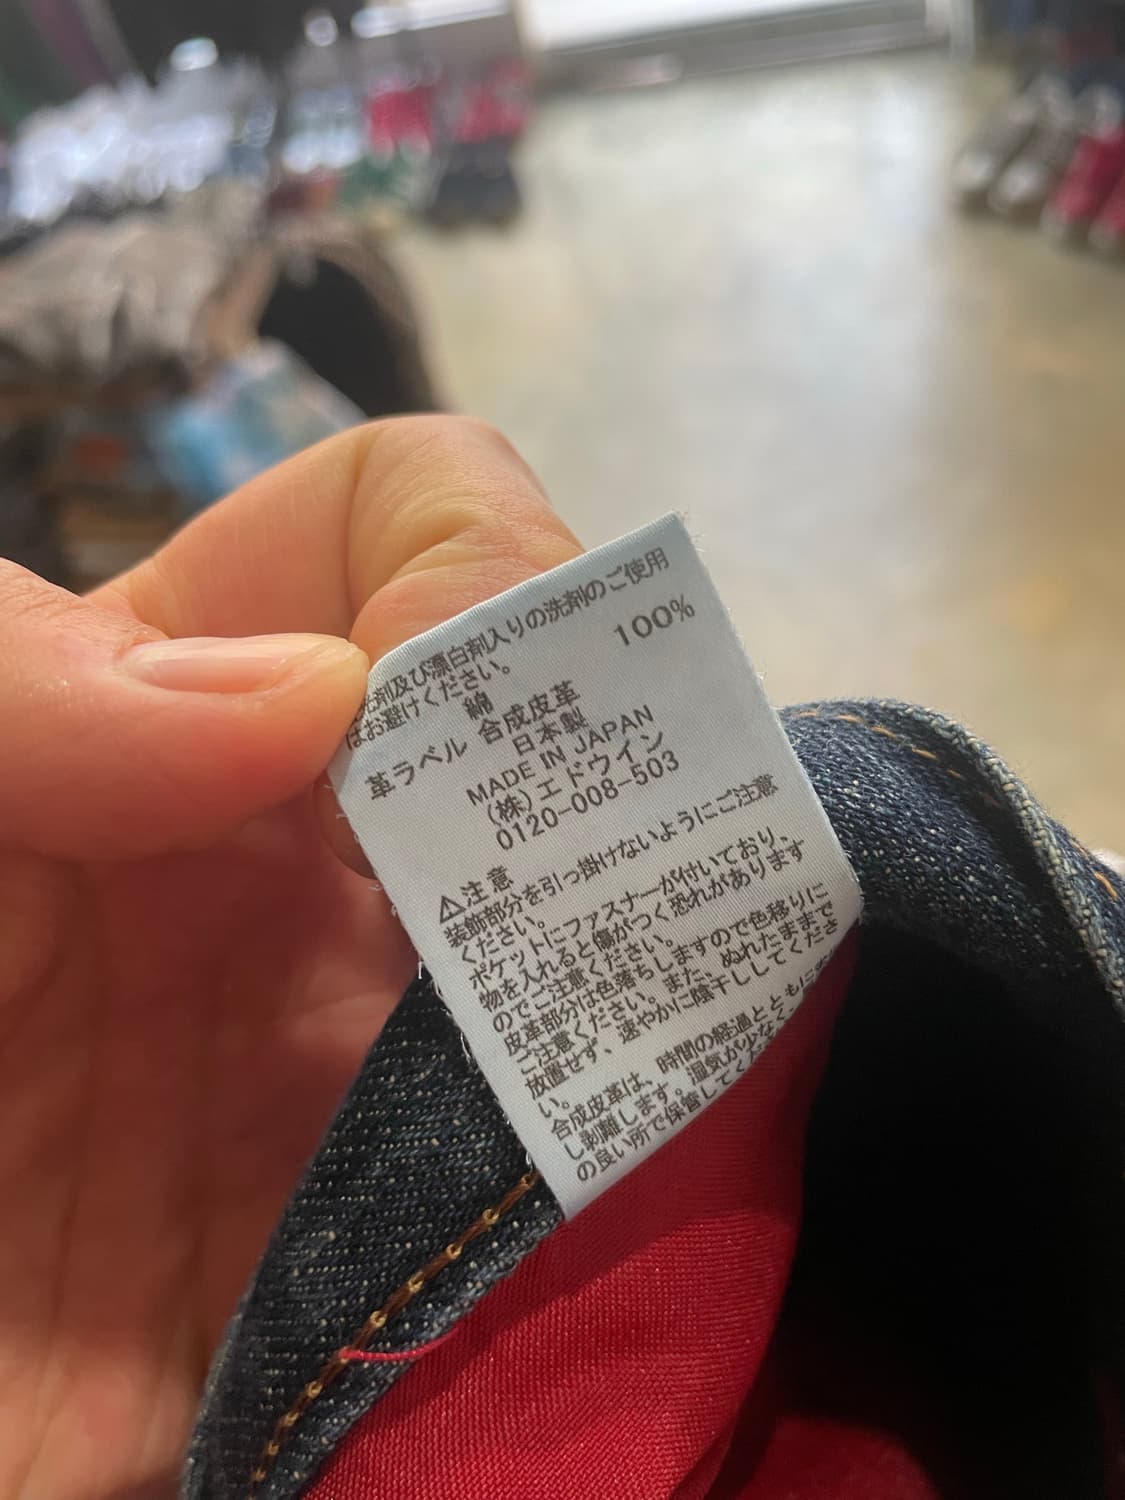 光剤及び漂白剤入りの洗剤のご使用
はお避けください。
綿 100%
革ラベル 合成皮革
日本製
MADE IN JAPAN
(株)エドウイン
0120-008-503
⚠注意
装飾部分を引っ掛けないようにご注意
ください。
ポケットにファスナーが付いており、
物を入れると傷がつく恐れがあります
のでご注意ください。
皮革部分は色落ちしますので色移りに
ご注意ください。また、ぬれたままで
放置せず、速やかに陰干ししてくださ
い。
合成皮革は、時間の経過とともに
し剥離します。湿気が少なく
の良い所で保管してくだ